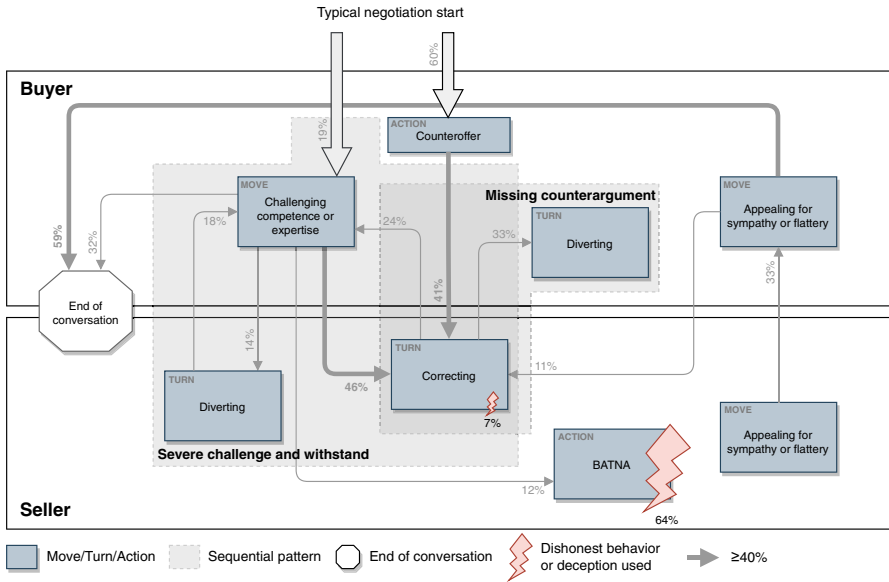 Typical negotiation start
60%
19%
Buyer
ACTION
Counteroffer
MOVE
Challenging
competence or
expertise
Missing counterargument
TURN
Diverting
MOVE
Appealing for
sympathy or flattery
18%
24%
33%
59%
32%
41%
33%
End of
conversation
14%
TURN
Diverting
46%
TURN
Correcting
7%
11%
Severe challenge and withstand
12%
ACTION
BATNA
64%
MOVE
Appealing for
sympathy or flattery
Seller
Move/Turn/Action
Sequential pattern
End of conversation
Dishonest behavior
or deception used
≥40%